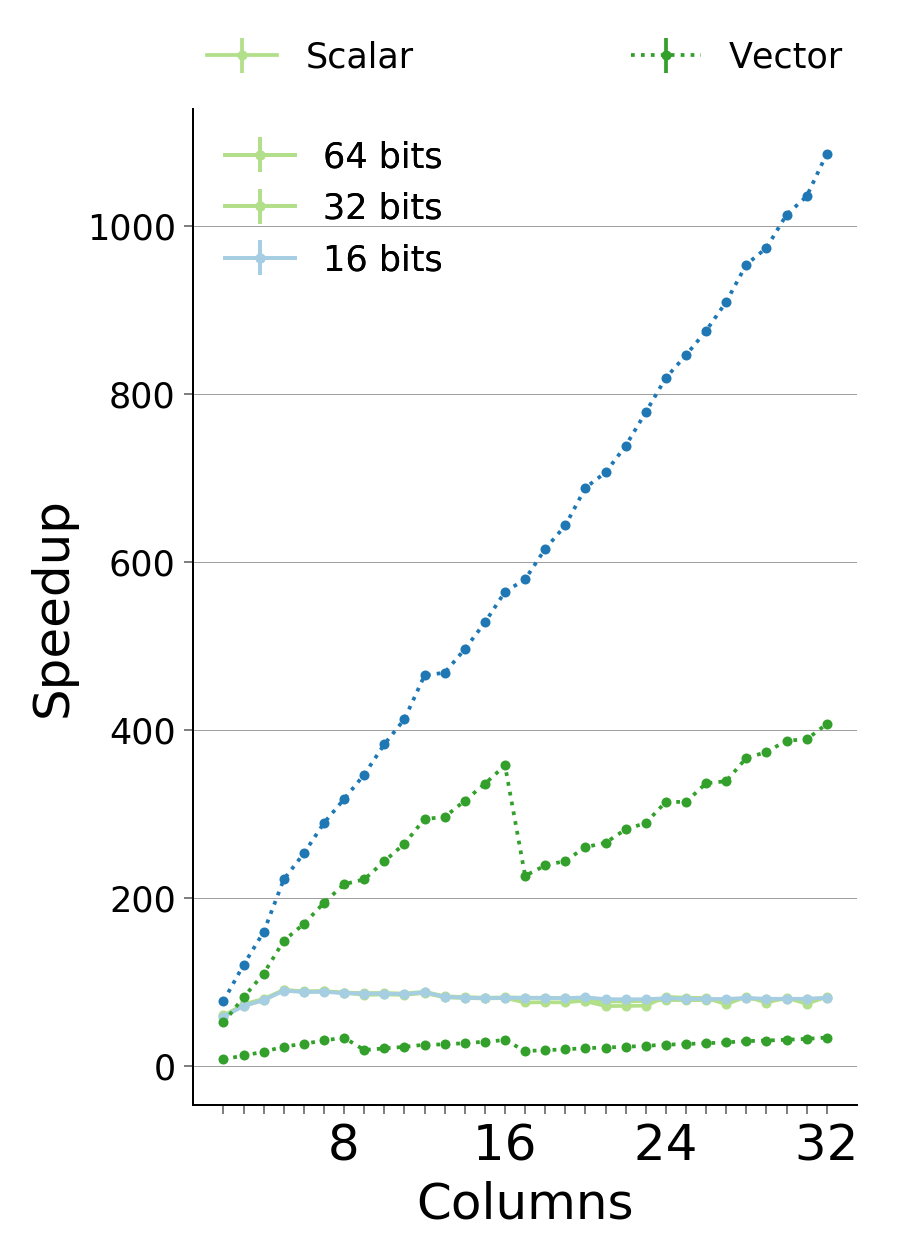 Scalar Vector
64 bits
32 bits
16 bits
1000
800
600
400
200
0
Speedup
8 16 24 32
Columns